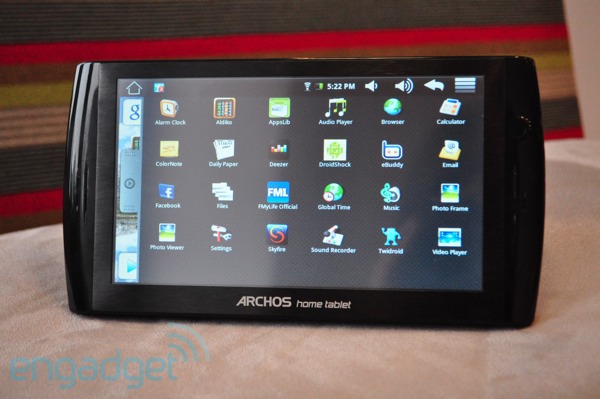 5:22 PM
g
Alarm Clock Aldiko AppsLib Audio Player Browser Calculator
ColorNote Daily Paper Deezer DroidShock eBuddy Email
FML
Facebook Files FMyLife Official Global Time Music Photo Frame
Photo Viewer Settings Skyfire Sound Recorder Twidroid Video Player
ARCHOS home tablet
engadget